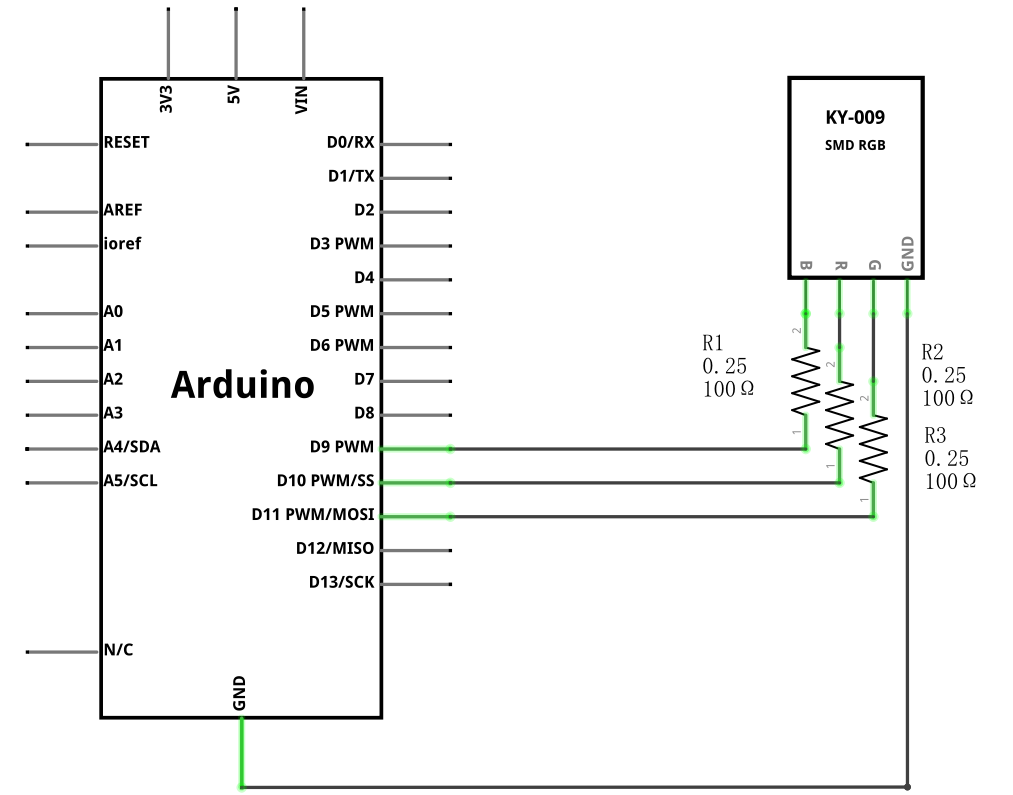 3V3
5V
VIN
RESET
AREF
ioref
A0
A1
A2
A3
A4/SDA
A5/SCL
N/C
Arduino
D0/RX
D1/TX
D2
D3 PWM
D4
D5 PWM
D6 PWM
D7
D8
D9 PWM
D10 PWM/SS
D11 PWM/MOSI
D12/MISO
D13/SCK
GND
KY-009
SMD RGB
B
R
G
GND
R1
0.25
100Ω
2
1
2
1
2
1
R2
0.25
100Ω
R3
0.25
100Ω